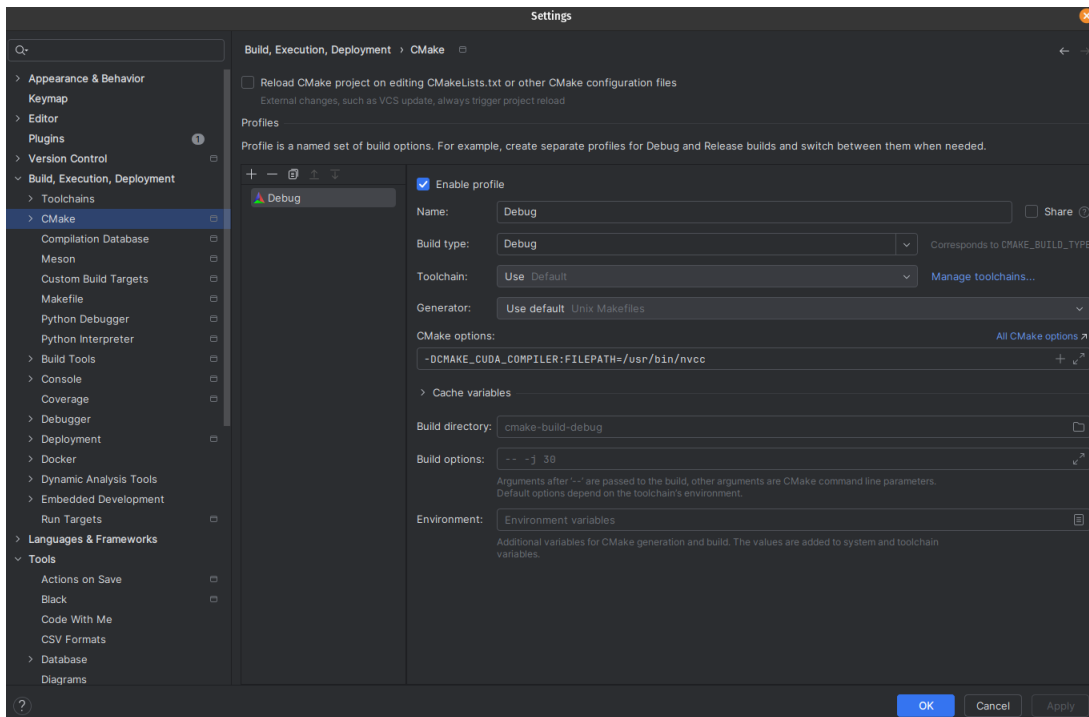 Settings
Appearance & Behavior
Keymap
Editor
Plugins 1
Version Control
Build, Execution, Deployment
Toolchains
CMake
Compilation Database
Meson
Custom Build Targets
Makefile
Python Debugger
Python Interpreter
Build Tools
Console
Coverage
Debugger
Deployment
Docker
Dynamic Analysis Tools
Embedded Development
Run Targets
Languages & Frameworks
Tools
Actions on Save
Black
Code With Me
CSV Formats
Database
Diagrams
?
Build, Execution, Deployment › CMake
Reload CMake project on editing CMakeLists.txt or other CMake configuration files
External changes, such as VCS update, always trigger project reload
Profiles
Profile is a named set of build options. For example, create separate profiles for Debug and Release builds and switch between them when needed.
Debug
Enable profile
Name: Debug Share ?
Build type: Debug Corresponds to CMAKE_BUILD_TYPE
Toolchain: Use Default Manage toolchains...
Generator: Use default Unix Makefiles
CMake options: All CMake options ↗
-DCMAKE_CUDA_COMPILER:FILEPATH=/usr/bin/nvcc
Cache variables
Build directory: cmake-build-debug
Build options: -- -j 30
Arguments after '--' are passed to the build, other arguments are CMake command line parameters.
Default options depend on the toolchain's environment.
Environment: Environment variables
Additional variables for CMake generation and build. The values are added to system and toolchain
variables.
OK Cancel Apply